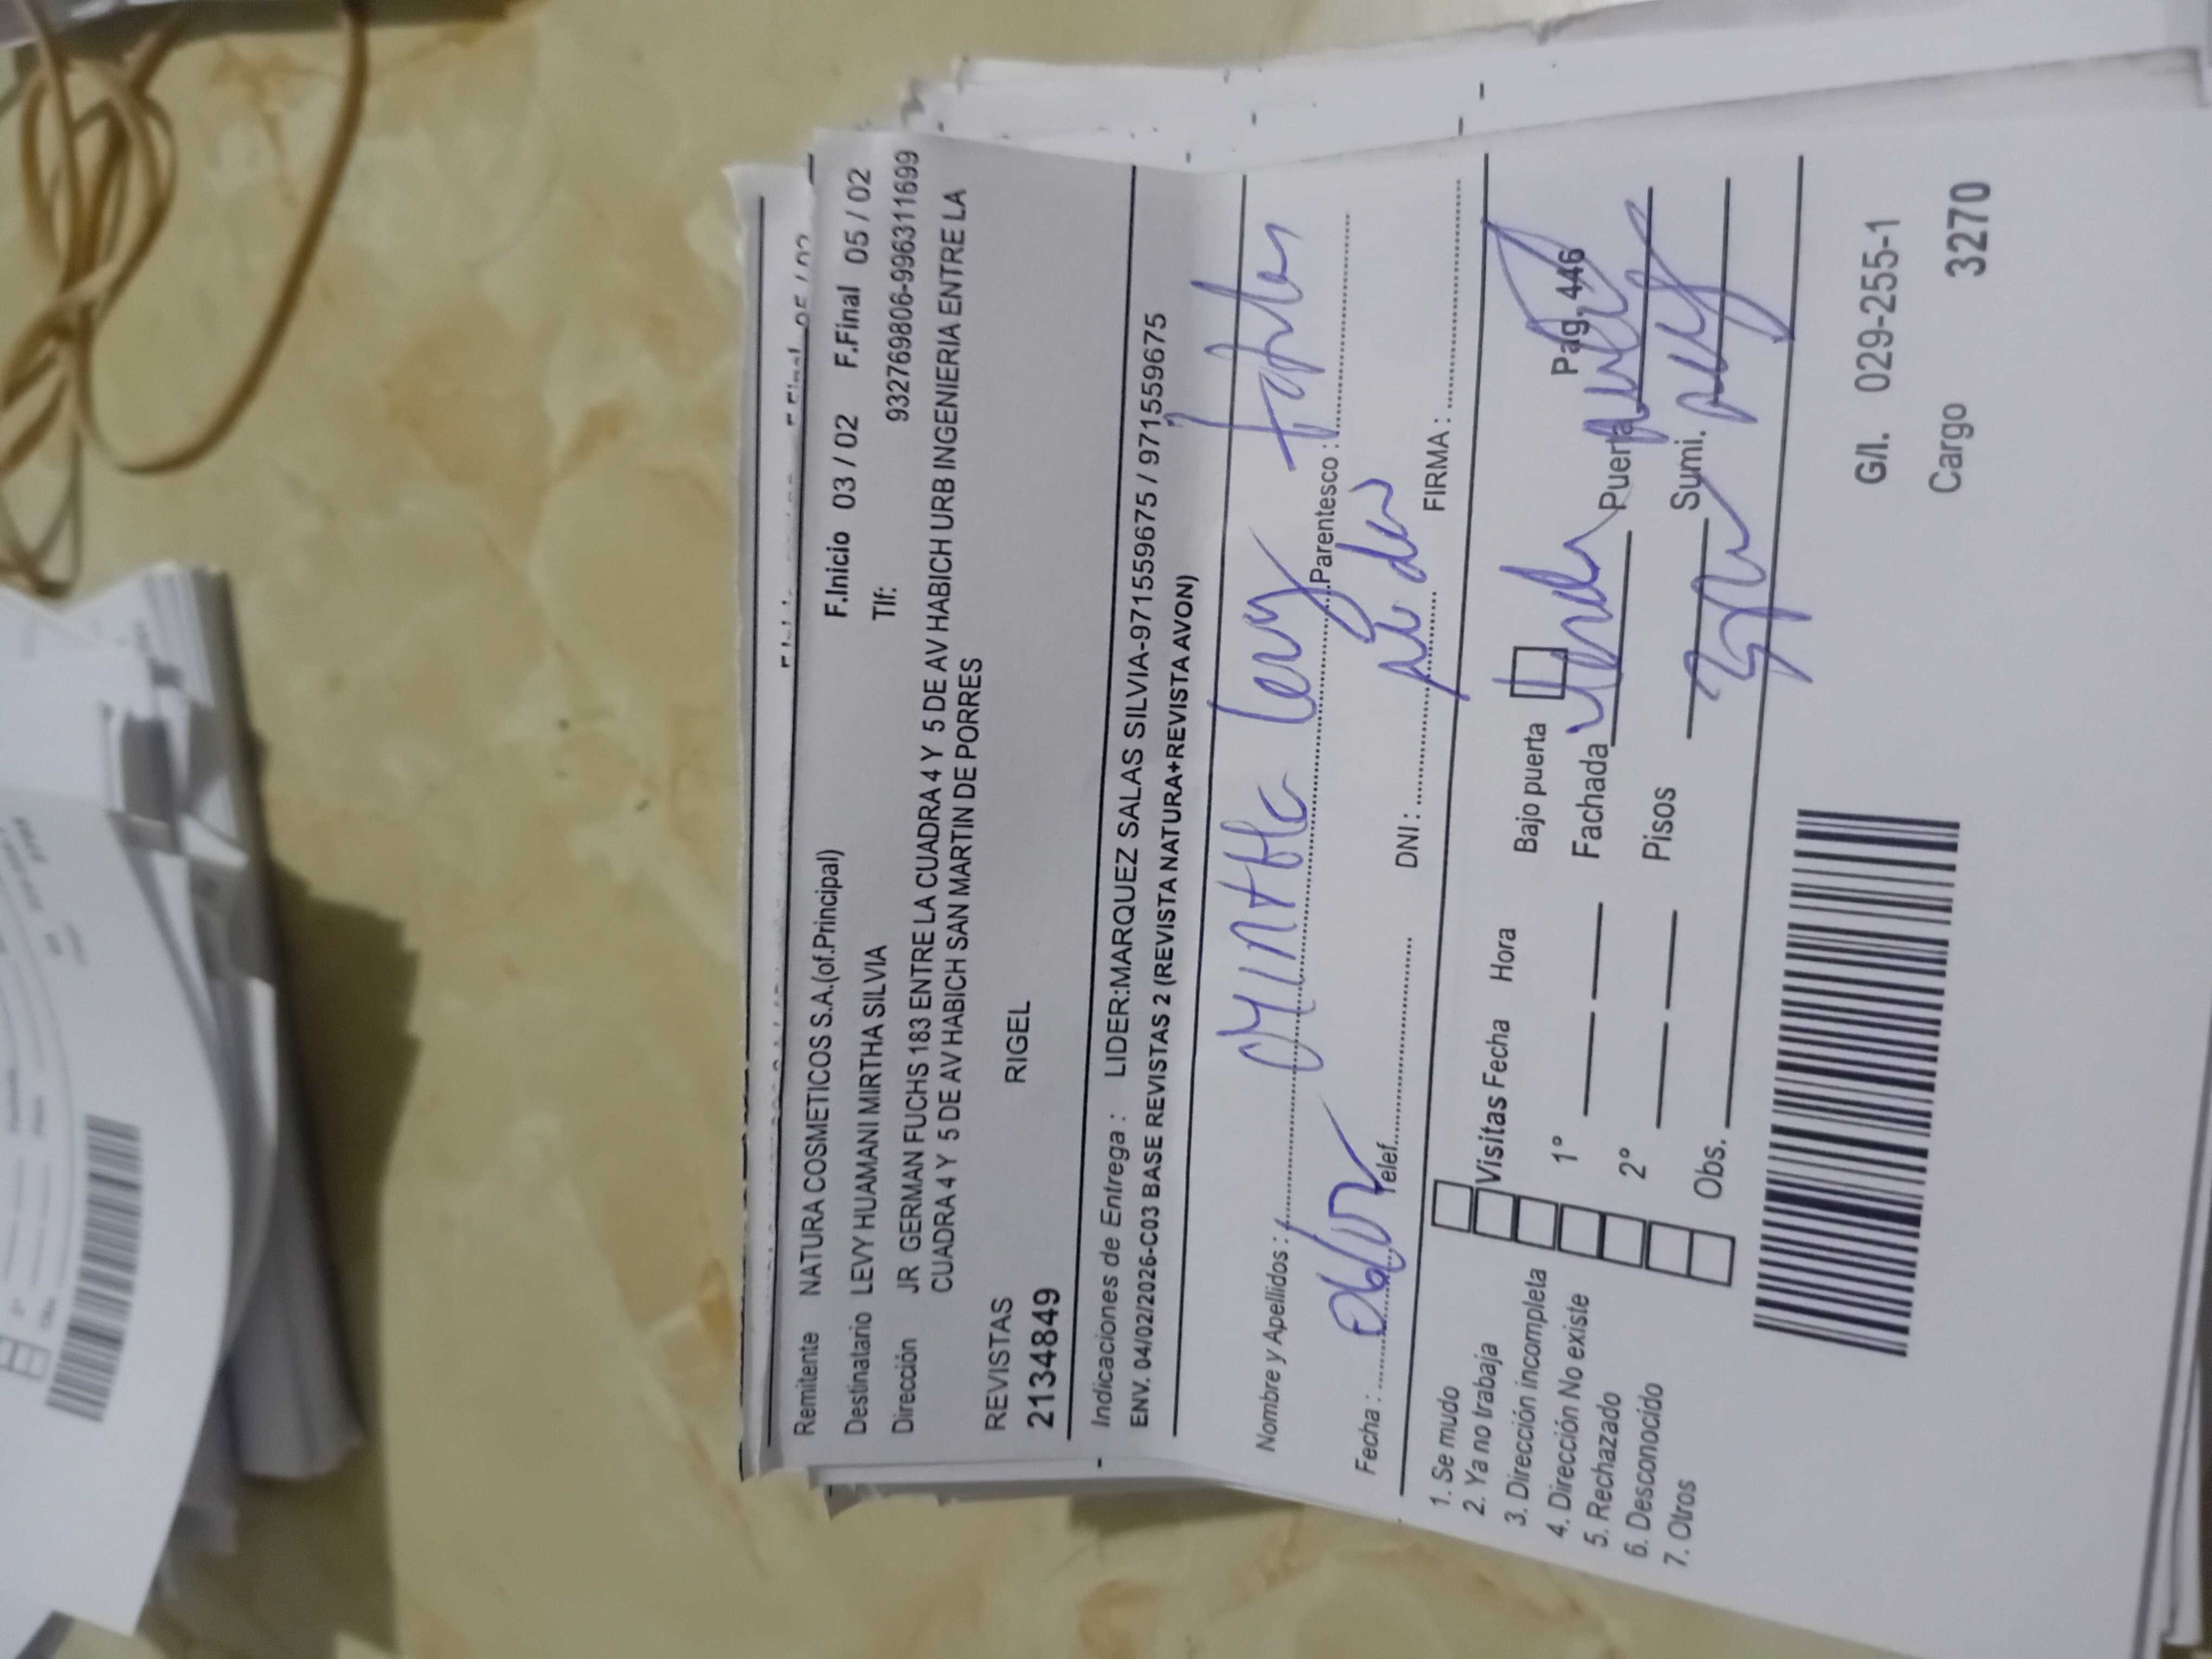 Remitente NATURA COSMETICOS S.A.(of.Principal) F.Inicio 03 / 02 F.Final 05 / 02
Destinatario LEVY HUAMANI MIRTHA SILVIA Tlf: 932769806-996311699
Dirección JR GERMAN FUCHS 183 ENTRE LA CUADRA 4 Y 5 DE AV HABICH URB INGENIERIA ENTRE LA
CUADRA 4 Y 5 DE AV HABICH SAN MARTIN DE PORRES
REVISTAS RIGEL
21134849
Indicaciones de Entrega : LIDER:MARQUEZ SALAS SILVIA-971559675 / 971559675
ENV. 04/02/2026-C03 BASE REVISTAS 2 (REVISTA NATURA+REVISTA AVON)
Nombre y Apellidos : Levy Parentesco :
Fecha : Telef. DNI : FIRMA :
1. Se mudo
2. Ya no trabaja
3. Dirección incompleta
4. Dirección No existe
5. Rechazado
6. Desconocido
7. Otros
Visitas Fecha Hora Bajo puerta Pag. 446
1° Fachada Puerta
2° Pisos Sumi.
Obs.
G/I. 029-255-1
Cargo 3270